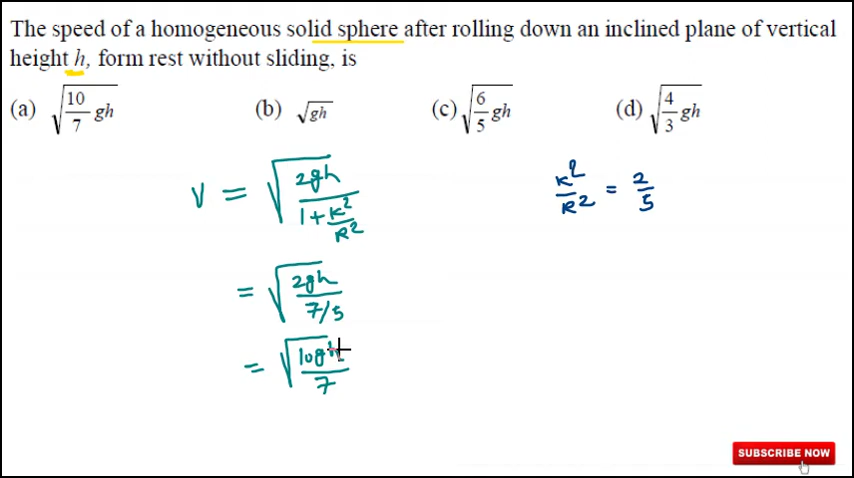 The speed of a homogeneous solid sphere after rolling down an inclined plane of vertical
height h, form rest without sliding, is
(a) √(10/7 gh) (b) √gh (c) √(6/5 gh) (d) √(4/3 gh)
v = √(2gh/(1+K²/R²)) K²/R² = 2/5
= √(2gh/(7/5))
= √(10gh/7)
SUBSCRIBE NOW